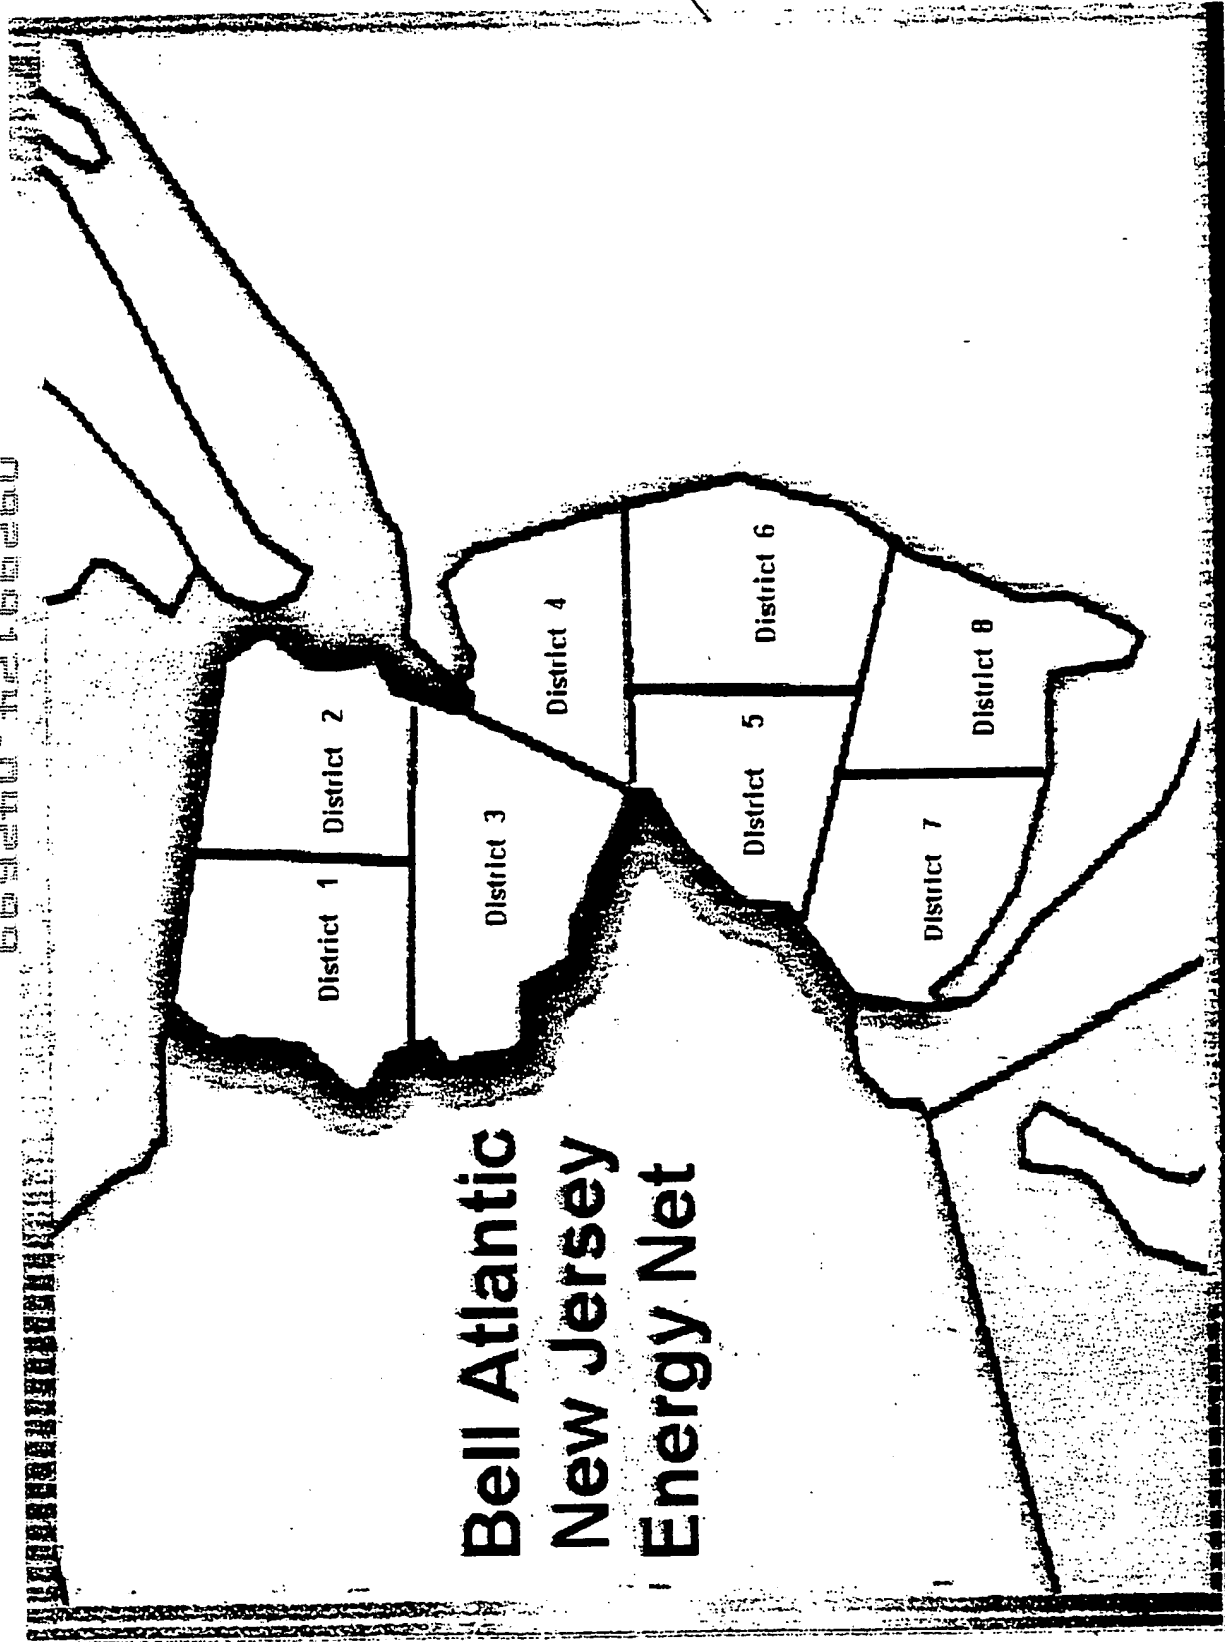 Bell Atlantic
New Jersey
Energy Net
District 1
District 2
District 3
District 4
District 5
District 6
District 7
District 8